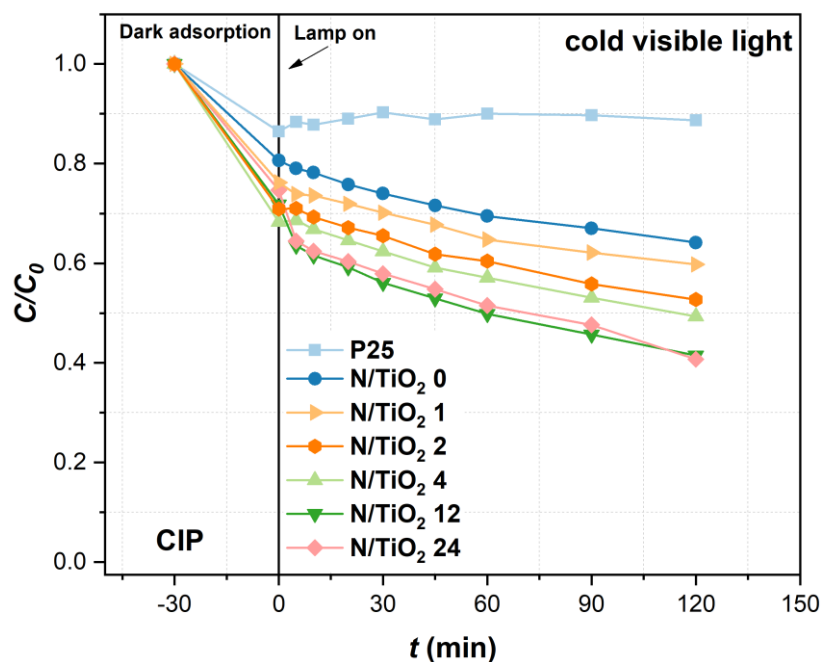 Dark adsorption
Lamp on
cold visible light
1.0
0.8
0.6
0.4
0.2
0.0
C/C₀
P25
N/TiO₂ 0
N/TiO₂ 1
N/TiO₂ 2
N/TiO₂ 4
N/TiO₂ 12
N/TiO₂ 24
CIP
-30
0
30
60
90
120
150
t (min)